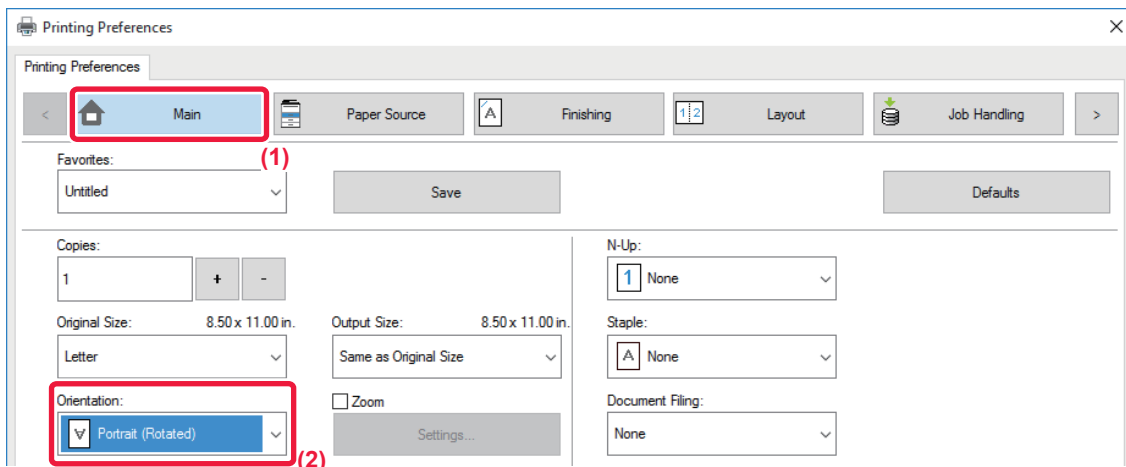 Printing Preferences
Printing Preferences
< Main Paper Source A Finishing 1 2 Layout Job Handling >
(1)
Favorites:
Untitled Save Defaults
Copies: N-Up:
1 + - 1 None
Original Size: 8.50 x 11.00 in. Output Size: 8.50 x 11.00 in. Staple:
Letter Same as Original Size A None
Orientation: Zoom Document Filing:
A Portrait (Rotated) Settings... None
(2)